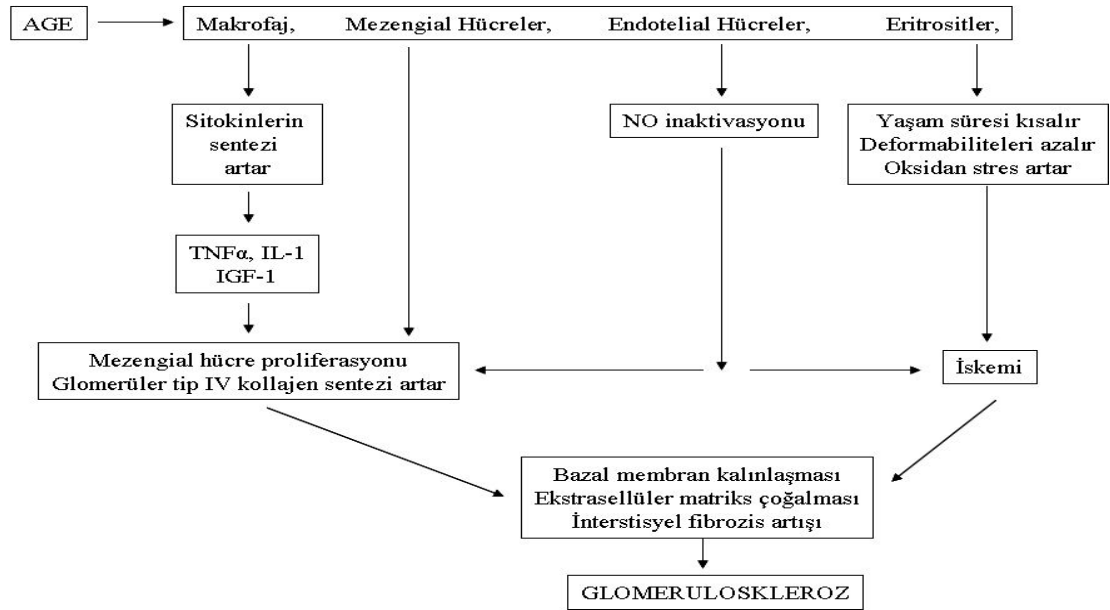 AGE
Makrofaj, Mezengial Hücreler, Endotelial Hücreler, Eritrositler,
Sitokinlerin
sentezi
artar
NO inaktivasyonu
Yaşam süresi kısalır
Deformabiliteleri azalır
Oksidan stres artar
TNFα, IL-1
IGF-1
Mezengial hücre proliferasyonu
Glomerüler tip IV kollajen sentezi artar
İskemi
Bazal membran kalınlaşması
Ekstrasellüler matriks çoğalması
İnterstisyel fibrozis artışı
GLOMERULOSKLEROZ